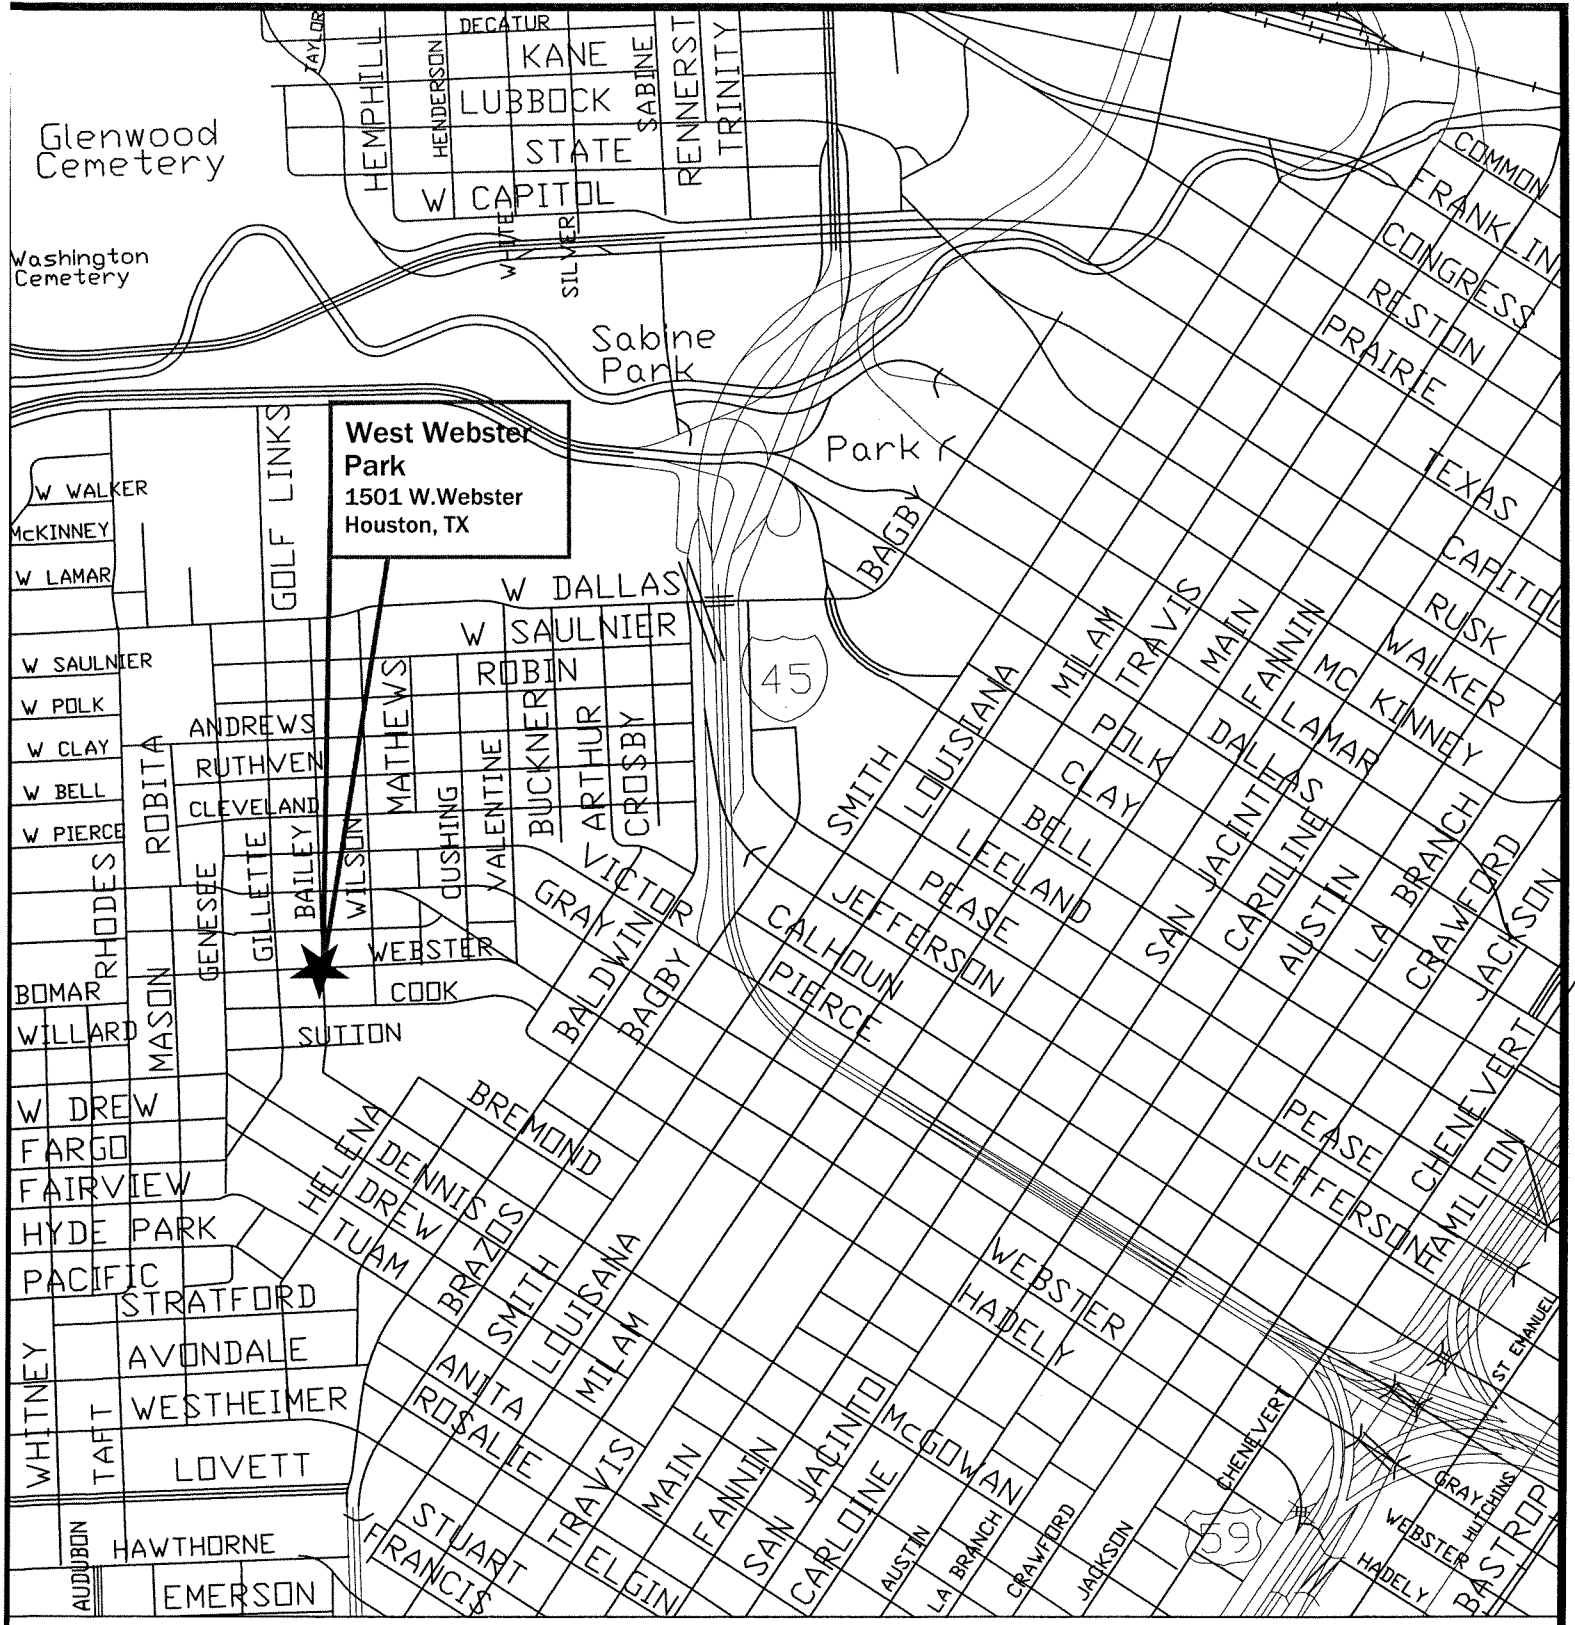 DECATUR
TAYLOR
HEMPHILL
HENDERSON
KANE
SABINE
RENNERST
TRINITY
LUBBOCK
STATE
W CAPITOL
WHITE
SILVER
Glenwood
Cemetery
Washington
Cemetery
Sabine
Park
Park
COMMON
FRANKLIN
CONGRESS
RESTON
PRAIRIE
TEXAS
CAPITOL
RUSK
WALKER
MC KINNEY
LAMAR
DALLAS
POLK
CLAY
BELL
LEELAND
PEASE
JEFFERSON
CALHOUN
PIERCE
West Webster
Park
1501 W.Webster
Houston, TX
GOLF LINKS
W WALKER
McKINNEY
W LAMAR
W DALLAS
BAGBY
W SAULNIER
W SAULNIER
ROBIN
W POLK
W CLAY
W BELL
W PIERCE
ANDREWS
RUTHVEN
CLEVELAND
ROBITA
RHODES
MASON
GENESEE
GILLETTE
BAILEY
WILSON
MATHEWS
CUSHING
VALENTINE
BUCKNER
ARTHUR
CROSBY
45
VICTOR
GRAY
WEBSTER
COOK
SUTTON
BALDWIN
BAGBY
SMITH
LOUISIANA
MILAM
TRAVIS
MAIN
FANNIN
SAN JACINTO
CAROLINE
AUSTIN
LA BRANCH
CRAWFORD
JACKSON
CHENEVERT
HAMILTON
PEASE
JEFFERSON
BOMAR
WILLARD
W DREW
FARGO
FAIRVIEW
HYDE PARK
PACIFIC
STRATFORD
AVONDALE
WESTHEIMER
LOVETT
HAWTHORNE
EMERSON
WHITNEY
TAFT
AUDUBON
HELENA
BREMOND
DENNIS
DREW
TUAM
BRAZOS
SMITH
LOUISANA
MILAM
ANITA
ROSALIE
STUART
FRANCIS
TRAVIS
ELGIN
MAIN
FANNIN
SAN JACINTO
CARLOINE
McGOWAN
WEBSTER
HADELY
AUSTIN
LA BRANCH
CRAWFORD
JACKSON
CHENEVERT
59
ST EMANUEL
GRAY
HUTCHINS
WEBSTER
HADELY
BASTROP